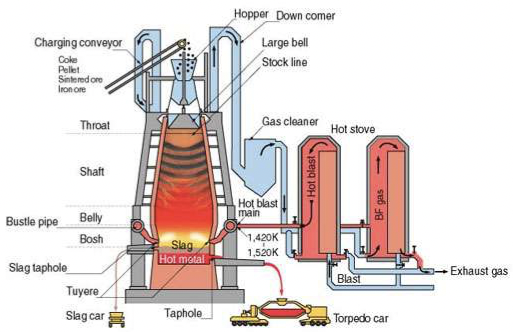 Hopper
Down comer
Charging conveyor
Large bell
Coke
Pellet
Sintered ore
Iron ore
Stock line
Throat
Gas cleaner
Hot stove
Shaft
Hot blast
BF gas
Hot blast
main
Belly
Bustle pipe
Bosh
1,420K
1,520K
Slag
Hot metal
Slag taphole
Blast
Exhaust gas
Tuyere
Slag car
Taphole
Torpedo car